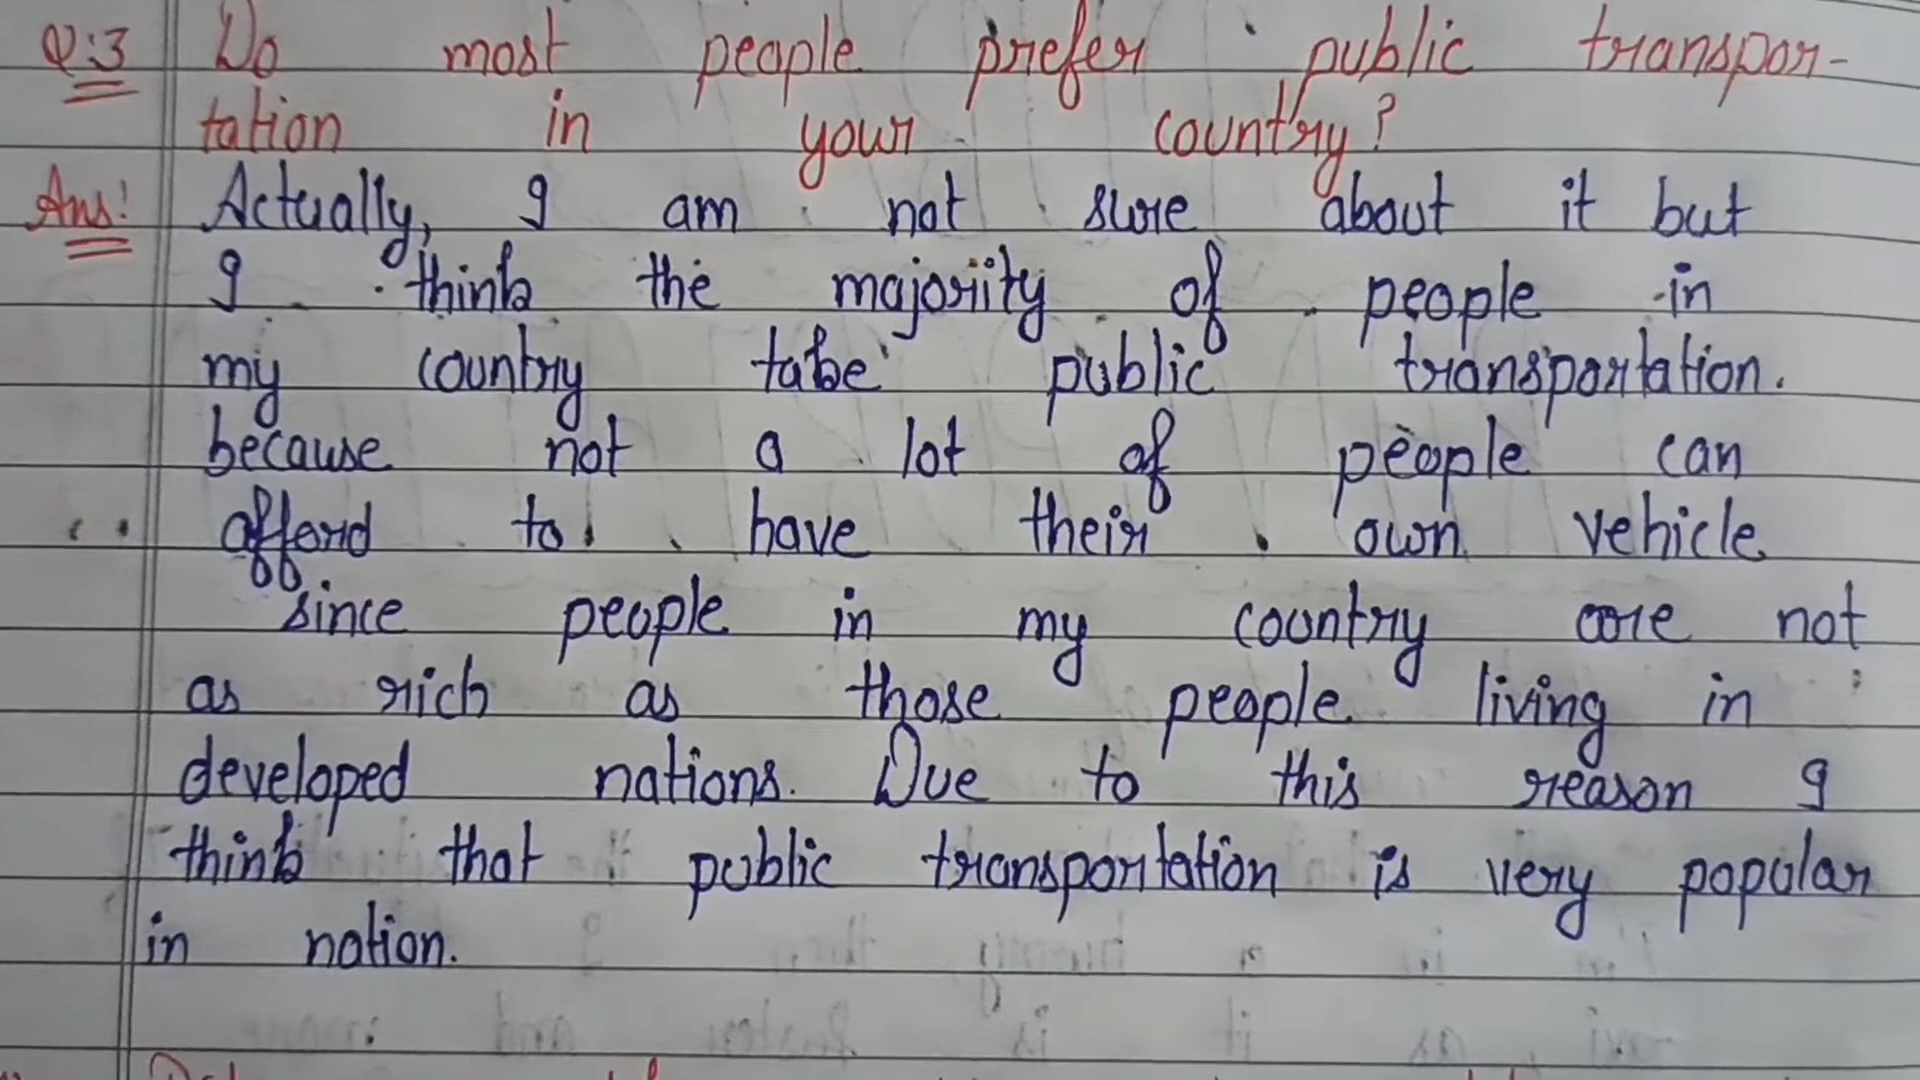 Q:3 Do most people prefer public transpor-
tation in your country?
Ans: Actually, I am not sure about it but
I think the majoriity of people in
my country take public transportation.
because not a lot of people can
afford to have their own vehicle.
since people in my country are not
as rich as those people living in
developed nations. Due to this reason I
think that public transportation is very popular
in nation.